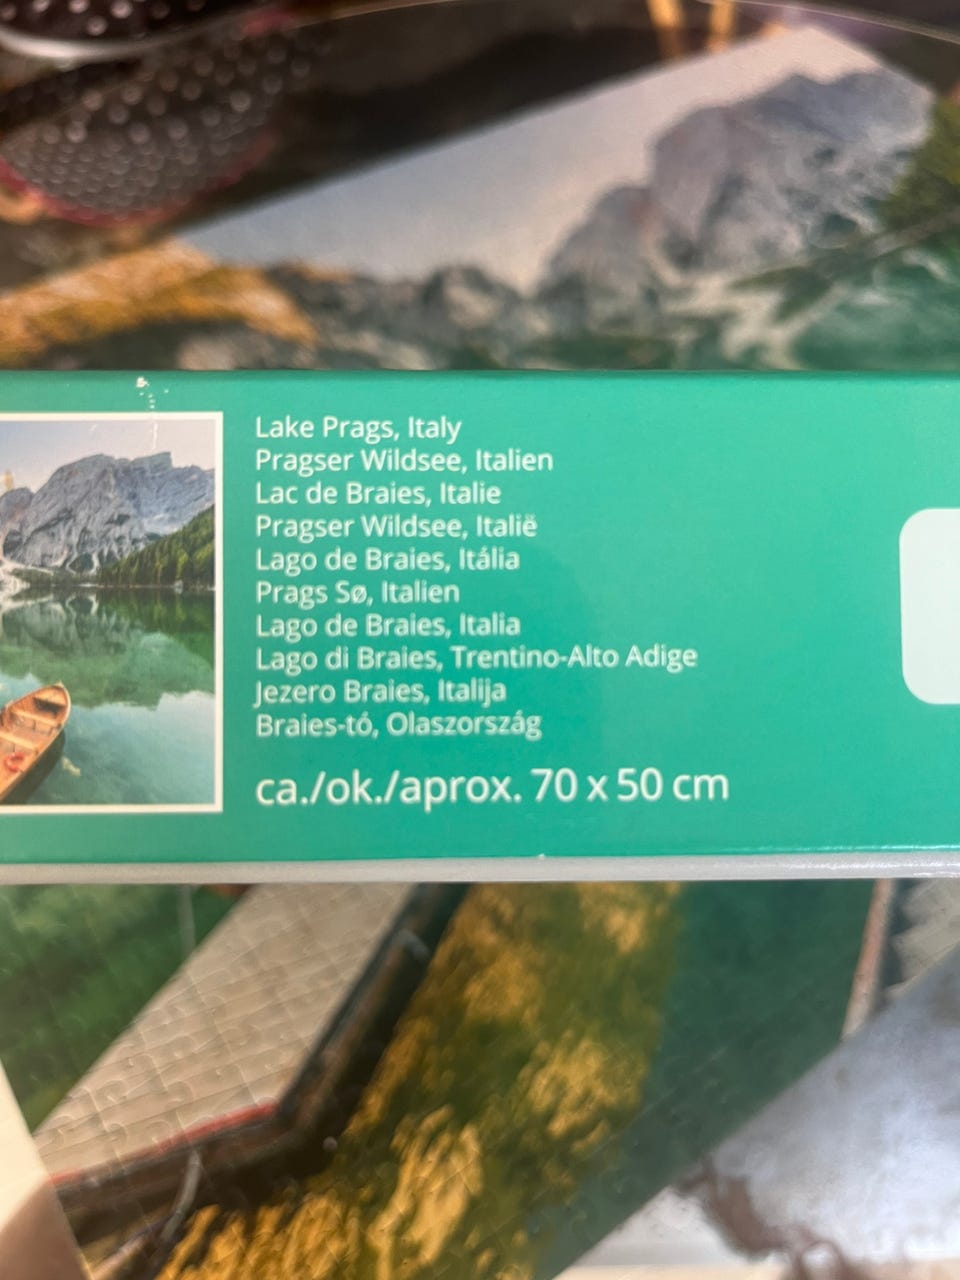 Lake Prags, Italy
Pragser Wildsee, Italien
Lac de Braies, Italie
Pragser Wildsee, Italië
Lago de Braies, Itália
Prags Sø, Italien
Lago de Braies, Italia
Lago di Braies, Trentino-Alto Adige
Jezero Braies, Italija
Braies-tó, Olaszország
ca./ok./aprox. 70 x 50 cm